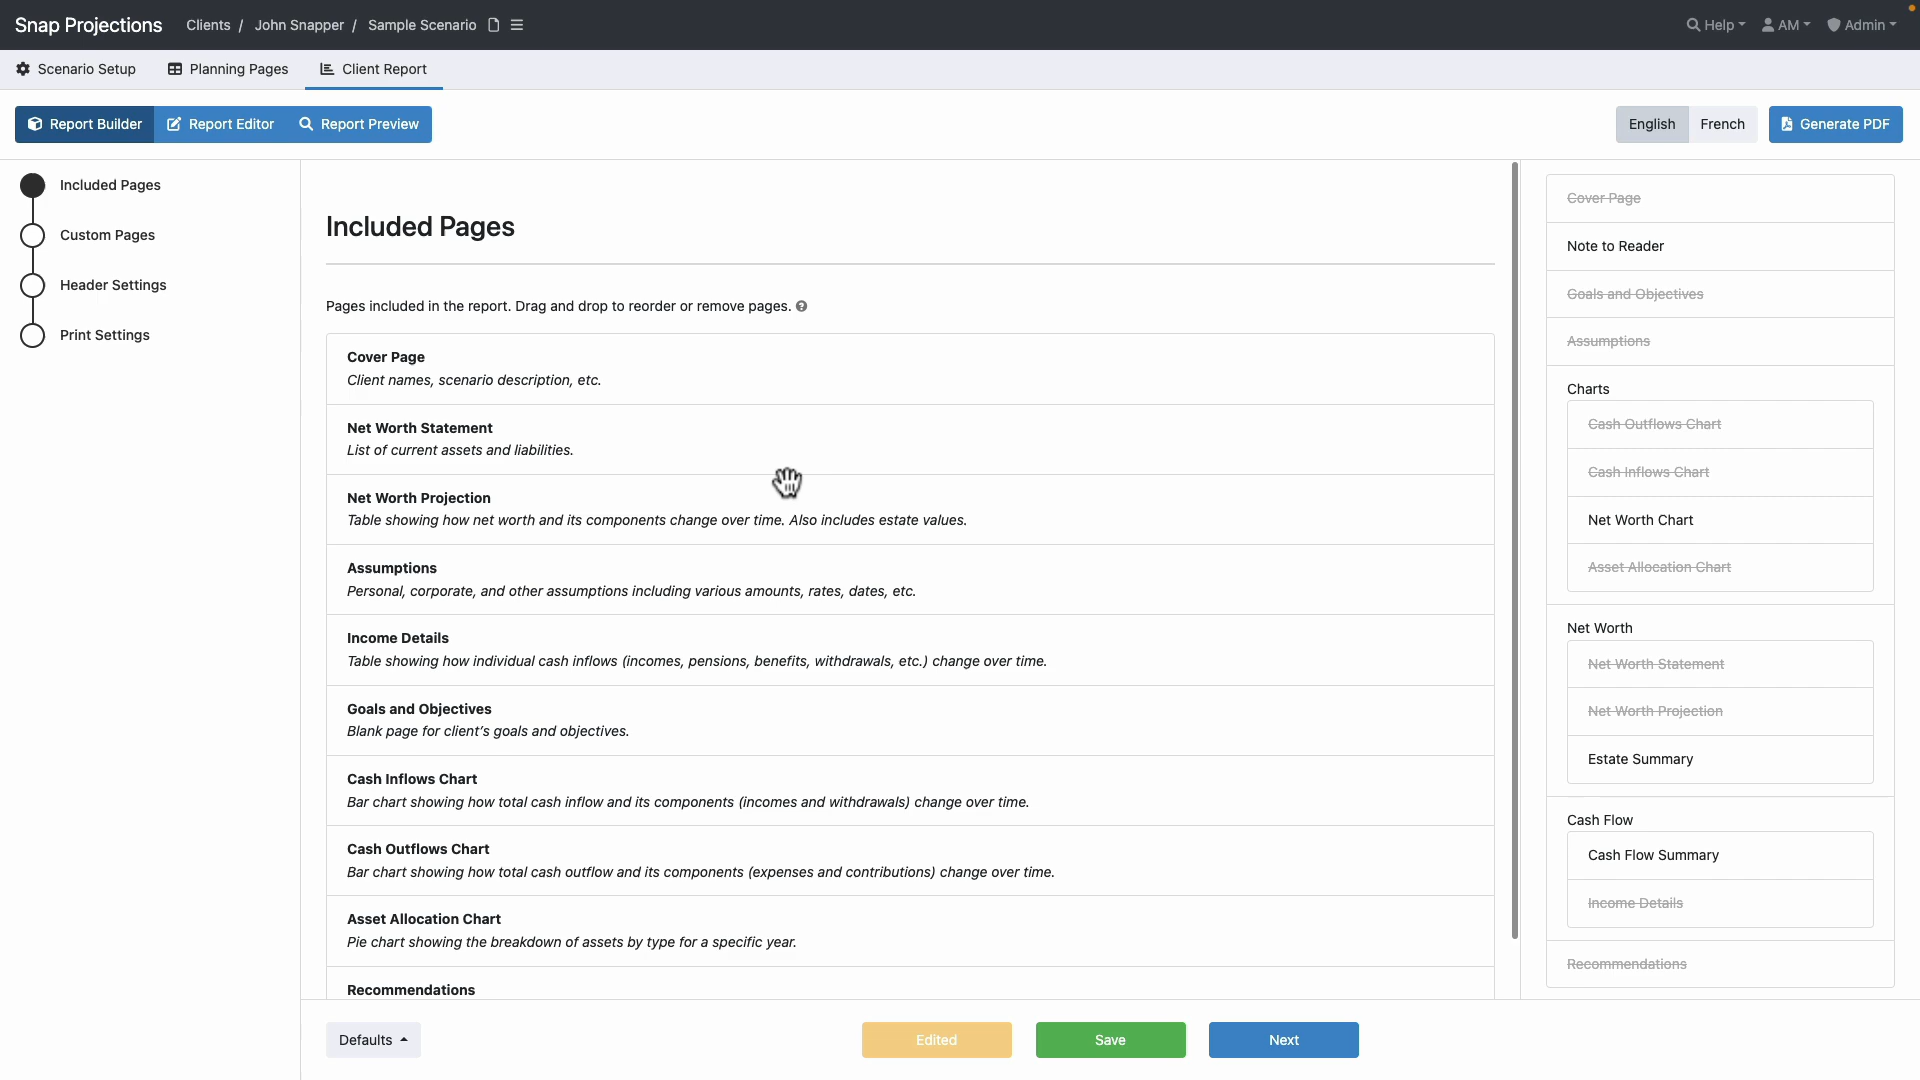 Snap Projections Clients / John Snapper / Sample Scenario Help AM Admin
Scenario Setup Planning Pages Client Report
Report Builder Report Editor Report Preview English French Generate PDF
Included Pages
Custom Pages
Header Settings
Print Settings
Included Pages
Pages included in the report. Drag and drop to reorder or remove pages.
Cover Page
Client names, scenario description, etc.
Net Worth Statement
List of current assets and liabilities.
Net Worth Projection
Table showing how net worth and its components change over time. Also includes estate values.
Assumptions
Personal, corporate, and other assumptions including various amounts, rates, dates, etc.
Income Details
Table showing how individual cash inflows (incomes, pensions, benefits, withdrawals, etc.) change over time.
Goals and Objectives
Blank page for client's goals and objectives.
Cash Inflows Chart
Bar chart showing how total cash inflow and its components (incomes and withdrawals) change over time.
Cash Outflows Chart
Bar chart showing how total cash outflow and its components (expenses and contributions) change over time.
Asset Allocation Chart
Pie chart showing the breakdown of assets by type for a specific year.
Recommendations
Cover Page
Note to Reader
Goals and Objectives
Assumptions
Charts
Cash Outflows Chart
Cash Inflows Chart
Net Worth Chart
Asset Allocation Chart
Net Worth
Net Worth Statement
Net Worth Projection
Estate Summary
Cash Flow
Cash Flow Summary
Income Details
Recommendations
Defaults Edited Save Next